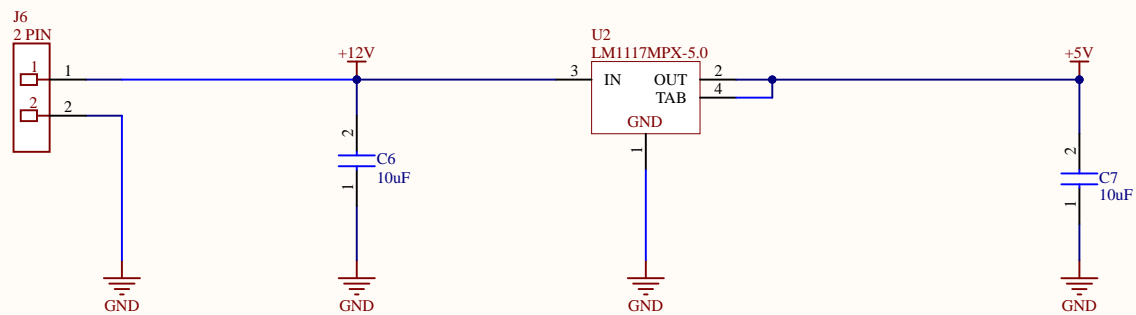 J6
2 PIN
1
1
2
2
+12V
2
C6
10uF
1
U2
LM1117MPX-5.0
3
IN
OUT
2
TAB
4
GND
1
+5V
2
C7
10uF
1
GND
GND
GND
GND